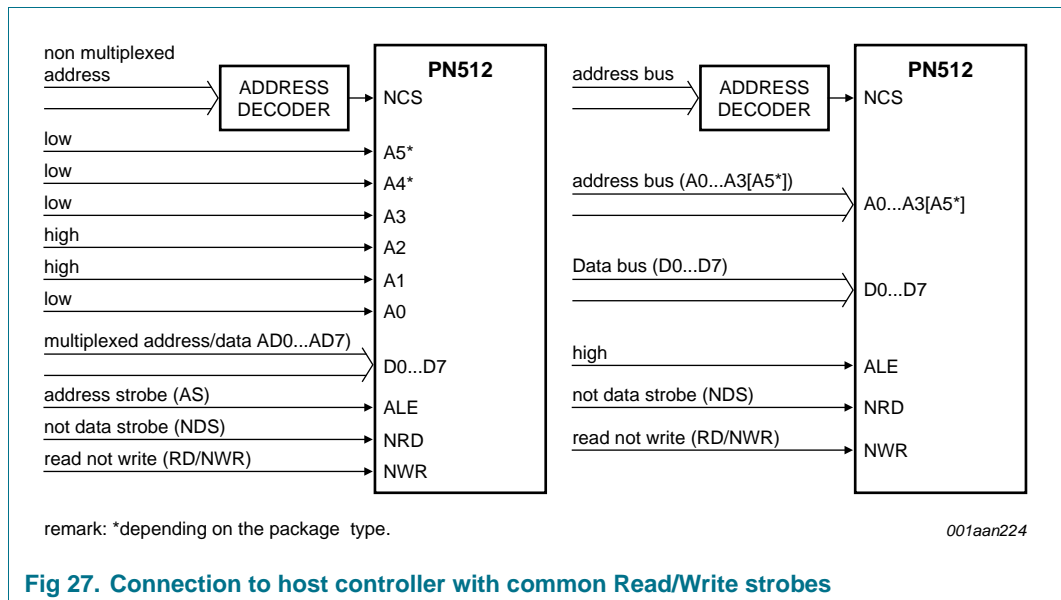 non multiplexed
address
ADDRESS
DECODER
PN512
NCS
low
A5*
low
A4*
low
A3
high
A2
high
A1
low
A0
multiplexed address/data AD0...AD7)
D0...D7
address strobe (AS)
ALE
not data strobe (NDS)
NRD
read not write (RD/NWR)
NWR
address bus
ADDRESS
DECODER
PN512
NCS
address bus (A0...A3[A5*])
A0...A3[A5*]
Data bus (D0...D7)
D0...D7
high
ALE
not data strobe (NDS)
NRD
read not write (RD/NWR)
NWR
remark: *depending on the package type.
001aan224
Fig 27. Connection to host controller with common Read/Write strobes